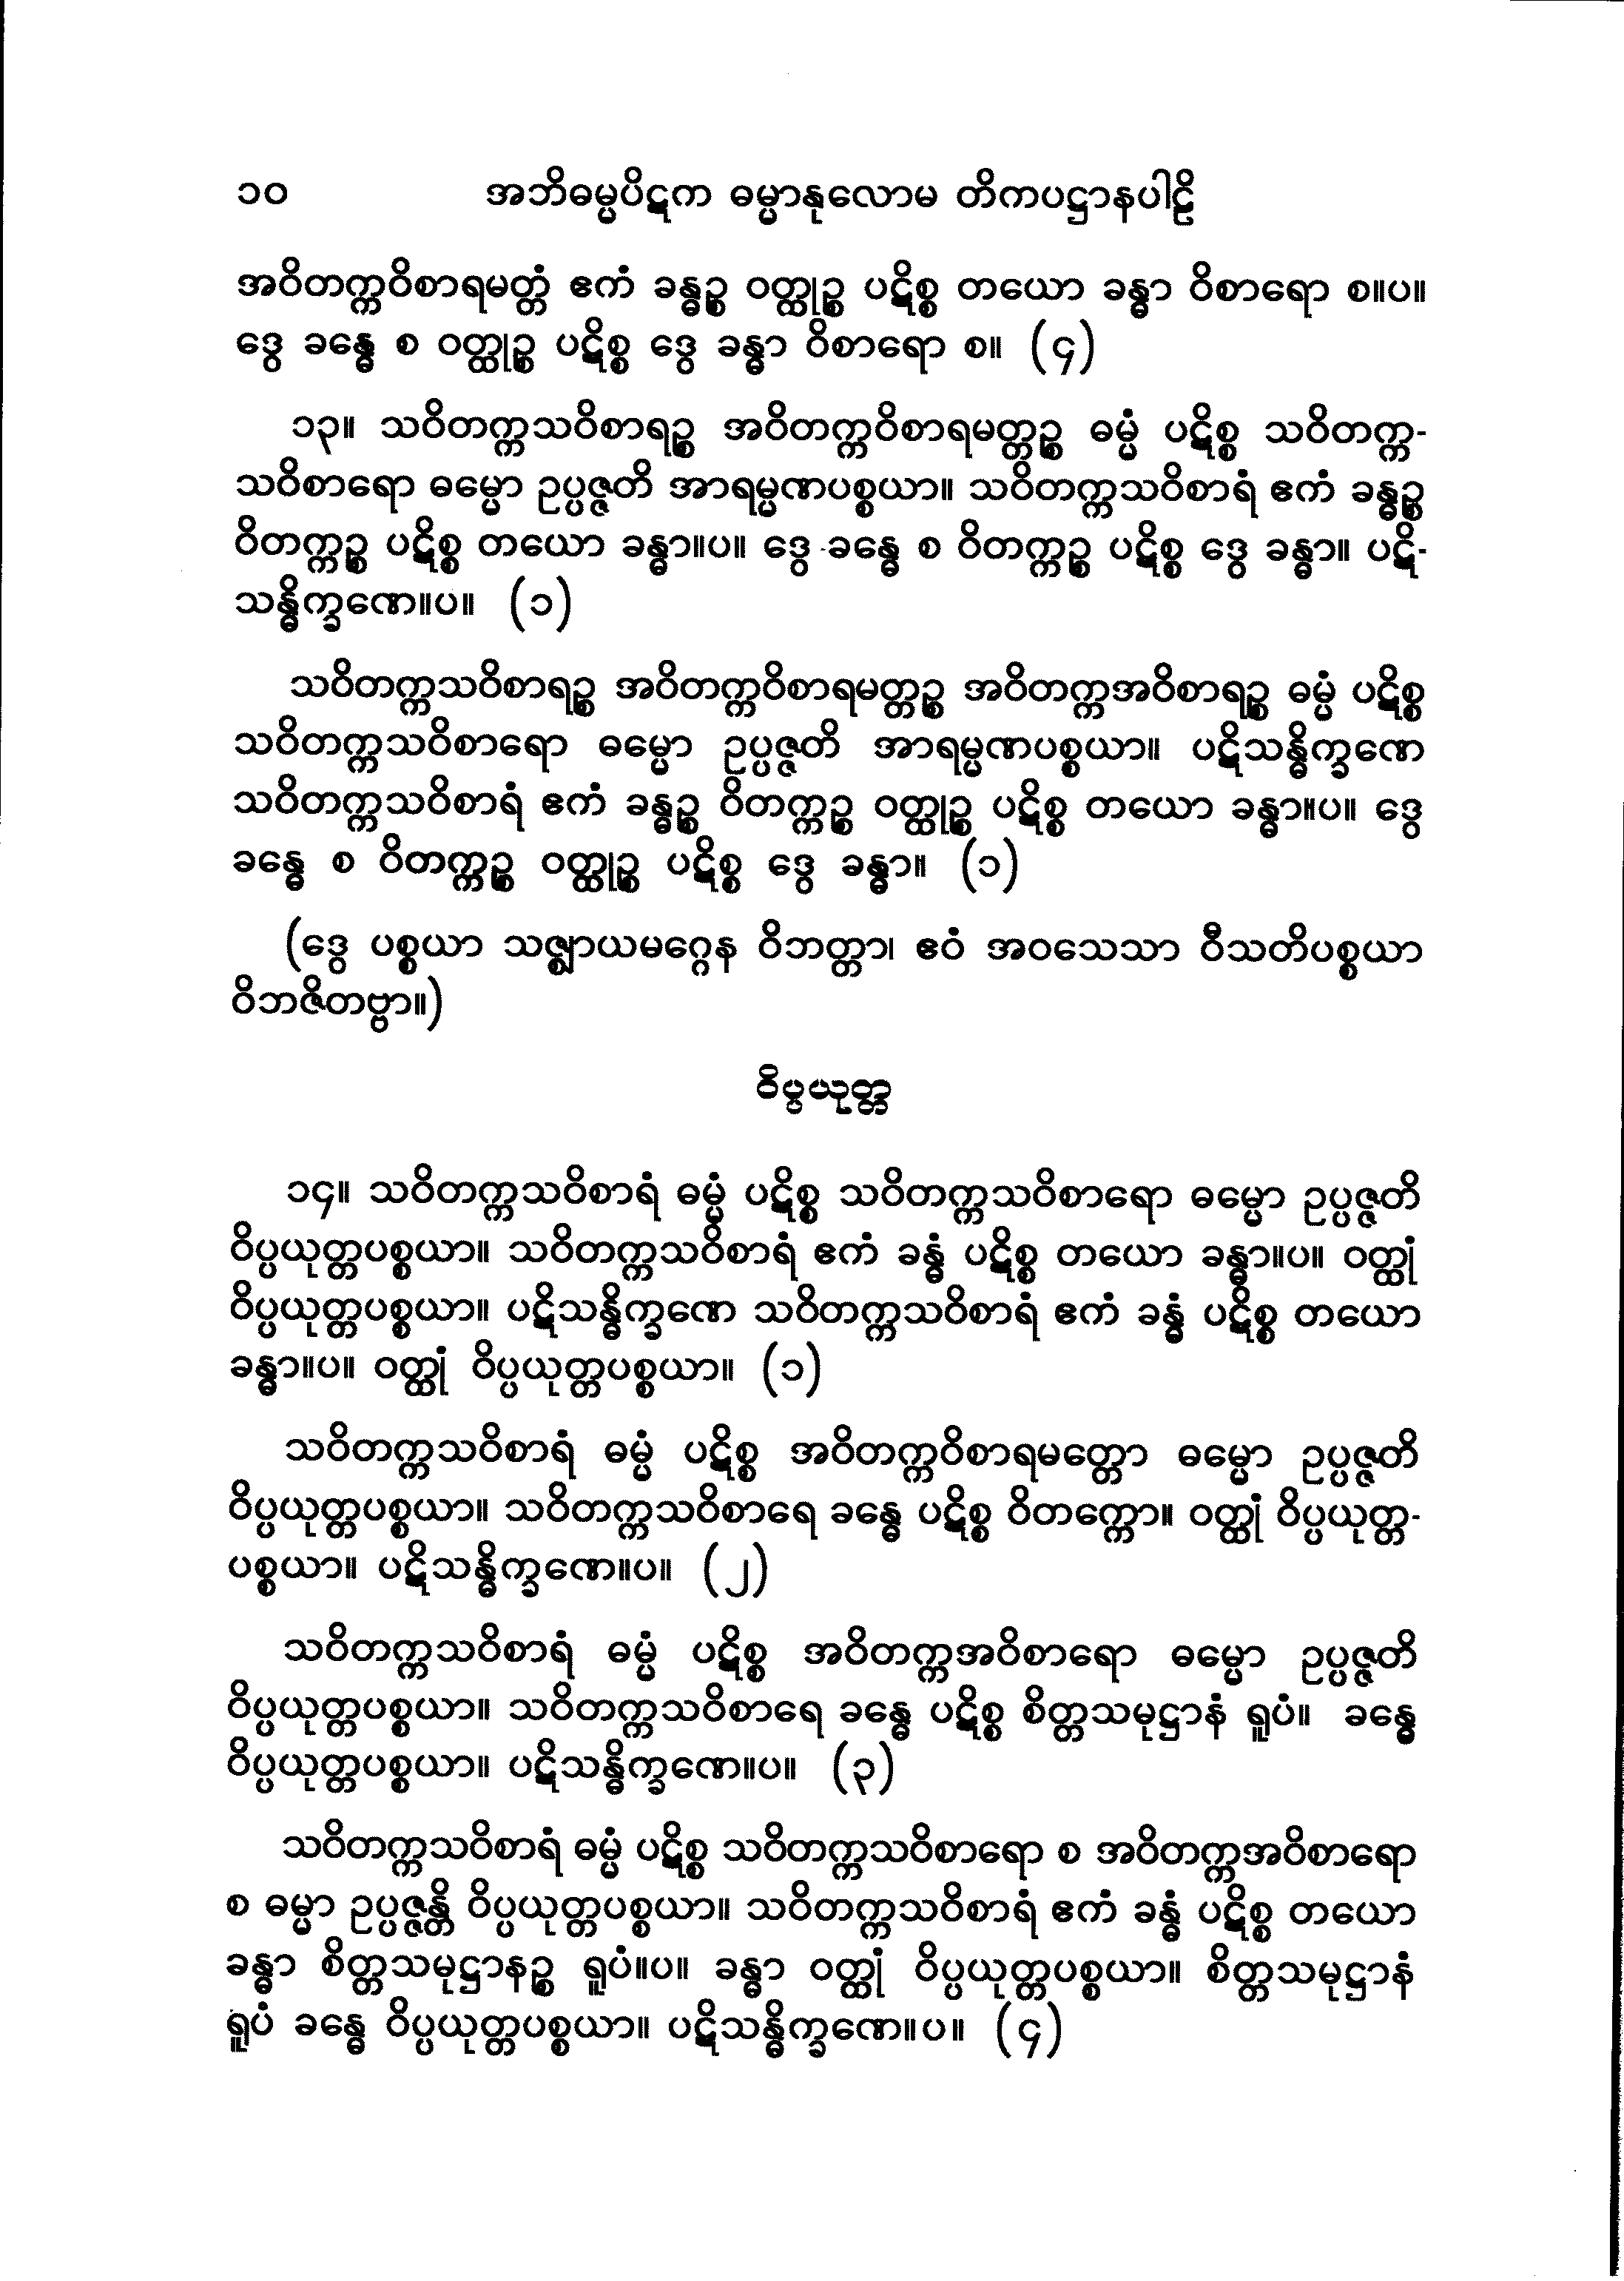 ၁၀ အဘိဓမ္မပိဋက ဓမ္မာနုလောမ တိကပဋ္ဌာနပါဠိ
အဝိတက္ကဝိစာရမတ္တံ ဧကံ ခန္ဓဉ္စ ဝတ္ထုဉ္စ ပဋိစ္စ တယော ခန္ဓာ ဝိစာရော စ။ပ။
ဒွေ ခန္ဓေ စ ဝတ္ထုဉ္စ ပဋိစ္စ ဒွေ ခန္ဓာ ဝိစာရော စ။ (၄)
၁၃။ သဝိတက္ကသဝိစာရဉ္စ အဝိတက္ကဝိစာရမတ္တဉ္စ ဓမ္မံ ပဋိစ္စ သဝိတက္က-
သဝိစာရော ဓမ္မော ဥပ္ပဇ္ဇတိ အာရမ္မဏပစ္စယာ။ သဝိတက္ကသဝိစာရံ ဧကံ ခန္ဓဉ္စ
ဝိတက္ကဉ္စ ပဋိစ္စ တယော ခန္ဓာ။ပ။ ဒွေ ခန္ဓေ စ ဝိတက္ကဉ္စ ပဋိစ္စ ဒွေ ခန္ဓာ။ ပဋိ-
သန္ဓိက္ခဏေ။ပ။ (၁)
သဝိတက္ကသဝိစာရဉ္စ အဝိတက္ကဝိစာရမတ္တဉ္စ အဝိတက္ကအဝိစာရဉ္စ ဓမ္မံ ပဋိစ္စ
သဝိတက္ကသဝိစာရော ဓမ္မော ဥပ္ပဇ္ဇတိ အာရမ္မဏပစ္စယာ။ ပဋိသန္ဓိက္ခဏေ
သဝိတက္ကသဝိစာရံ ဧကံ ခန္ဓဉ္စ ဝိတက္ကဉ္စ ဝတ္ထုဉ္စ ပဋိစ္စ တယော ခန္ဓာ။ပ။ ဒွေ
ခန္ဓေ စ ဝိတက္ကဉ္စ ဝတ္ထုဉ္စ ပဋိစ္စ ဒွေ ခန္ဓာ။ (၁)
(ဒွေ ပစ္စယာ သဇ္ဈာယမဂ္ဂေန ဝိဘတ္တာ၊ ဧဝံ အဝသေသာ ဝီသတိပစ္စယာ
ဝိဘဇိတဗ္ဗာ။)
ဝိပ္ပယုတ္တ
၁၄။ သဝိတက္ကသဝိစာရံ ဓမ္မံ ပဋိစ္စ သဝိတက္ကသဝိစာရော ဓမ္မော ဥပ္ပဇ္ဇတိ
ဝိပ္ပယုတ္တပစ္စယာ။ သဝိတက္ကသဝိစာရံ ဧကံ ခန္ဓံ ပဋိစ္စ တယော ခန္ဓာ။ပ။ ဝတ္ထုံ
ဝိပ္ပယုတ္တပစ္စယာ။ ပဋိသန္ဓိက္ခဏေ သဝိတက္ကသဝိစာရံ ဧကံ ခန္ဓံ ပဋိစ္စ တယော
ခန္ဓာ။ပ။ ဝတ္ထုံ ဝိပ္ပယုတ္တပစ္စယာ။ (၁)
သဝိတက္ကသဝိစာရံ ဓမ္မံ ပဋိစ္စ အဝိတက္ကဝိစာရမတ္တော ဓမ္မော ဥပ္ပဇ္ဇတိ
ဝိပ္ပယုတ္တပစ္စယာ။ သဝိတက္ကသဝိစာရေ ခန္ဓေ ပဋိစ္စ ဝိတက္ကော။ ဝတ္ထုံ ဝိပ္ပယုတ္တ-
ပစ္စယာ။ ပဋိသန္ဓိက္ခဏေ။ပ။ (၂)
သဝိတက္ကသဝိစာရံ ဓမ္မံ ပဋိစ္စ အဝိတက္ကအဝိစာရော ဓမ္မော ဥပ္ပဇ္ဇတိ
ဝိပ္ပယုတ္တပစ္စယာ။ သဝိတက္ကသဝိစာရေ ခန္ဓေ ပဋိစ္စ စိတ္တသမုဋ္ဌာနံ ရူပံ။ ခန္ဓေ
ဝိပ္ပယုတ္တပစ္စယာ။ ပဋိသန္ဓိက္ခဏေ။ပ။ (၃)
သဝိတက္ကသဝိစာရံ ဓမ္မံ ပဋိစ္စ သဝိတက္ကသဝိစာရော စ အဝိတက္ကအဝိစာရော
စ ဓမ္မာ ဥပ္ပဇ္ဇန္တိ ဝိပ္ပယုတ္တပစ္စယာ။ သဝိတက္ကသဝိစာရံ ဧကံ ခန္ဓံ ပဋိစ္စ တယော
ခန္ဓာ စိတ္တသမုဋ္ဌာနဉ္စ ရူပံ။ပ။ ခန္ဓာ ဝတ္ထုံ ဝိပ္ပယုတ္တပစ္စယာ။ စိတ္တသမုဋ္ဌာနံ
ရူပံ ခန္ဓေ ဝိပ္ပယုတ္တပစ္စယာ။ ပဋိသန္ဓိက္ခဏေ။ပ။ (၄)